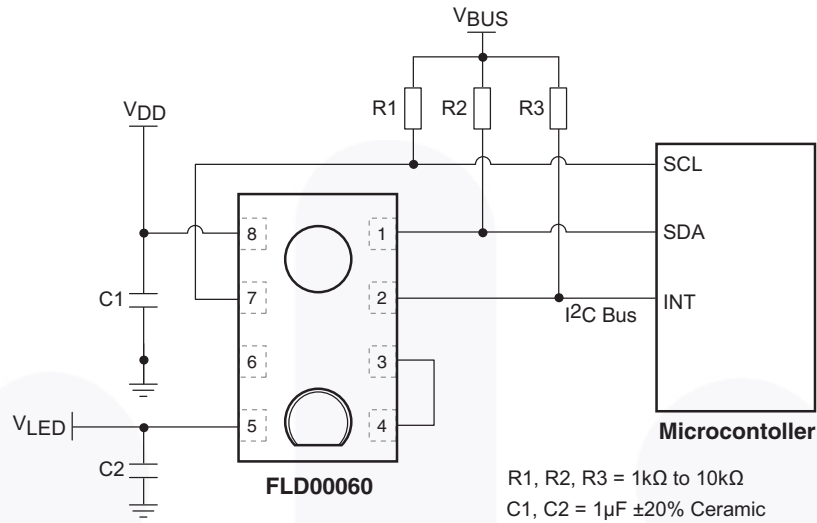 VBUS
R1 R2 R3
VDD
SCL
8 1 SDA
C1 7 2 INT
I2C Bus
6 3
VLED 5 4
C2
Microcontoller
FLD00060
R1, R2, R3 = 1kΩ to 10kΩ
C1, C2 = 1µF ±20% Ceramic